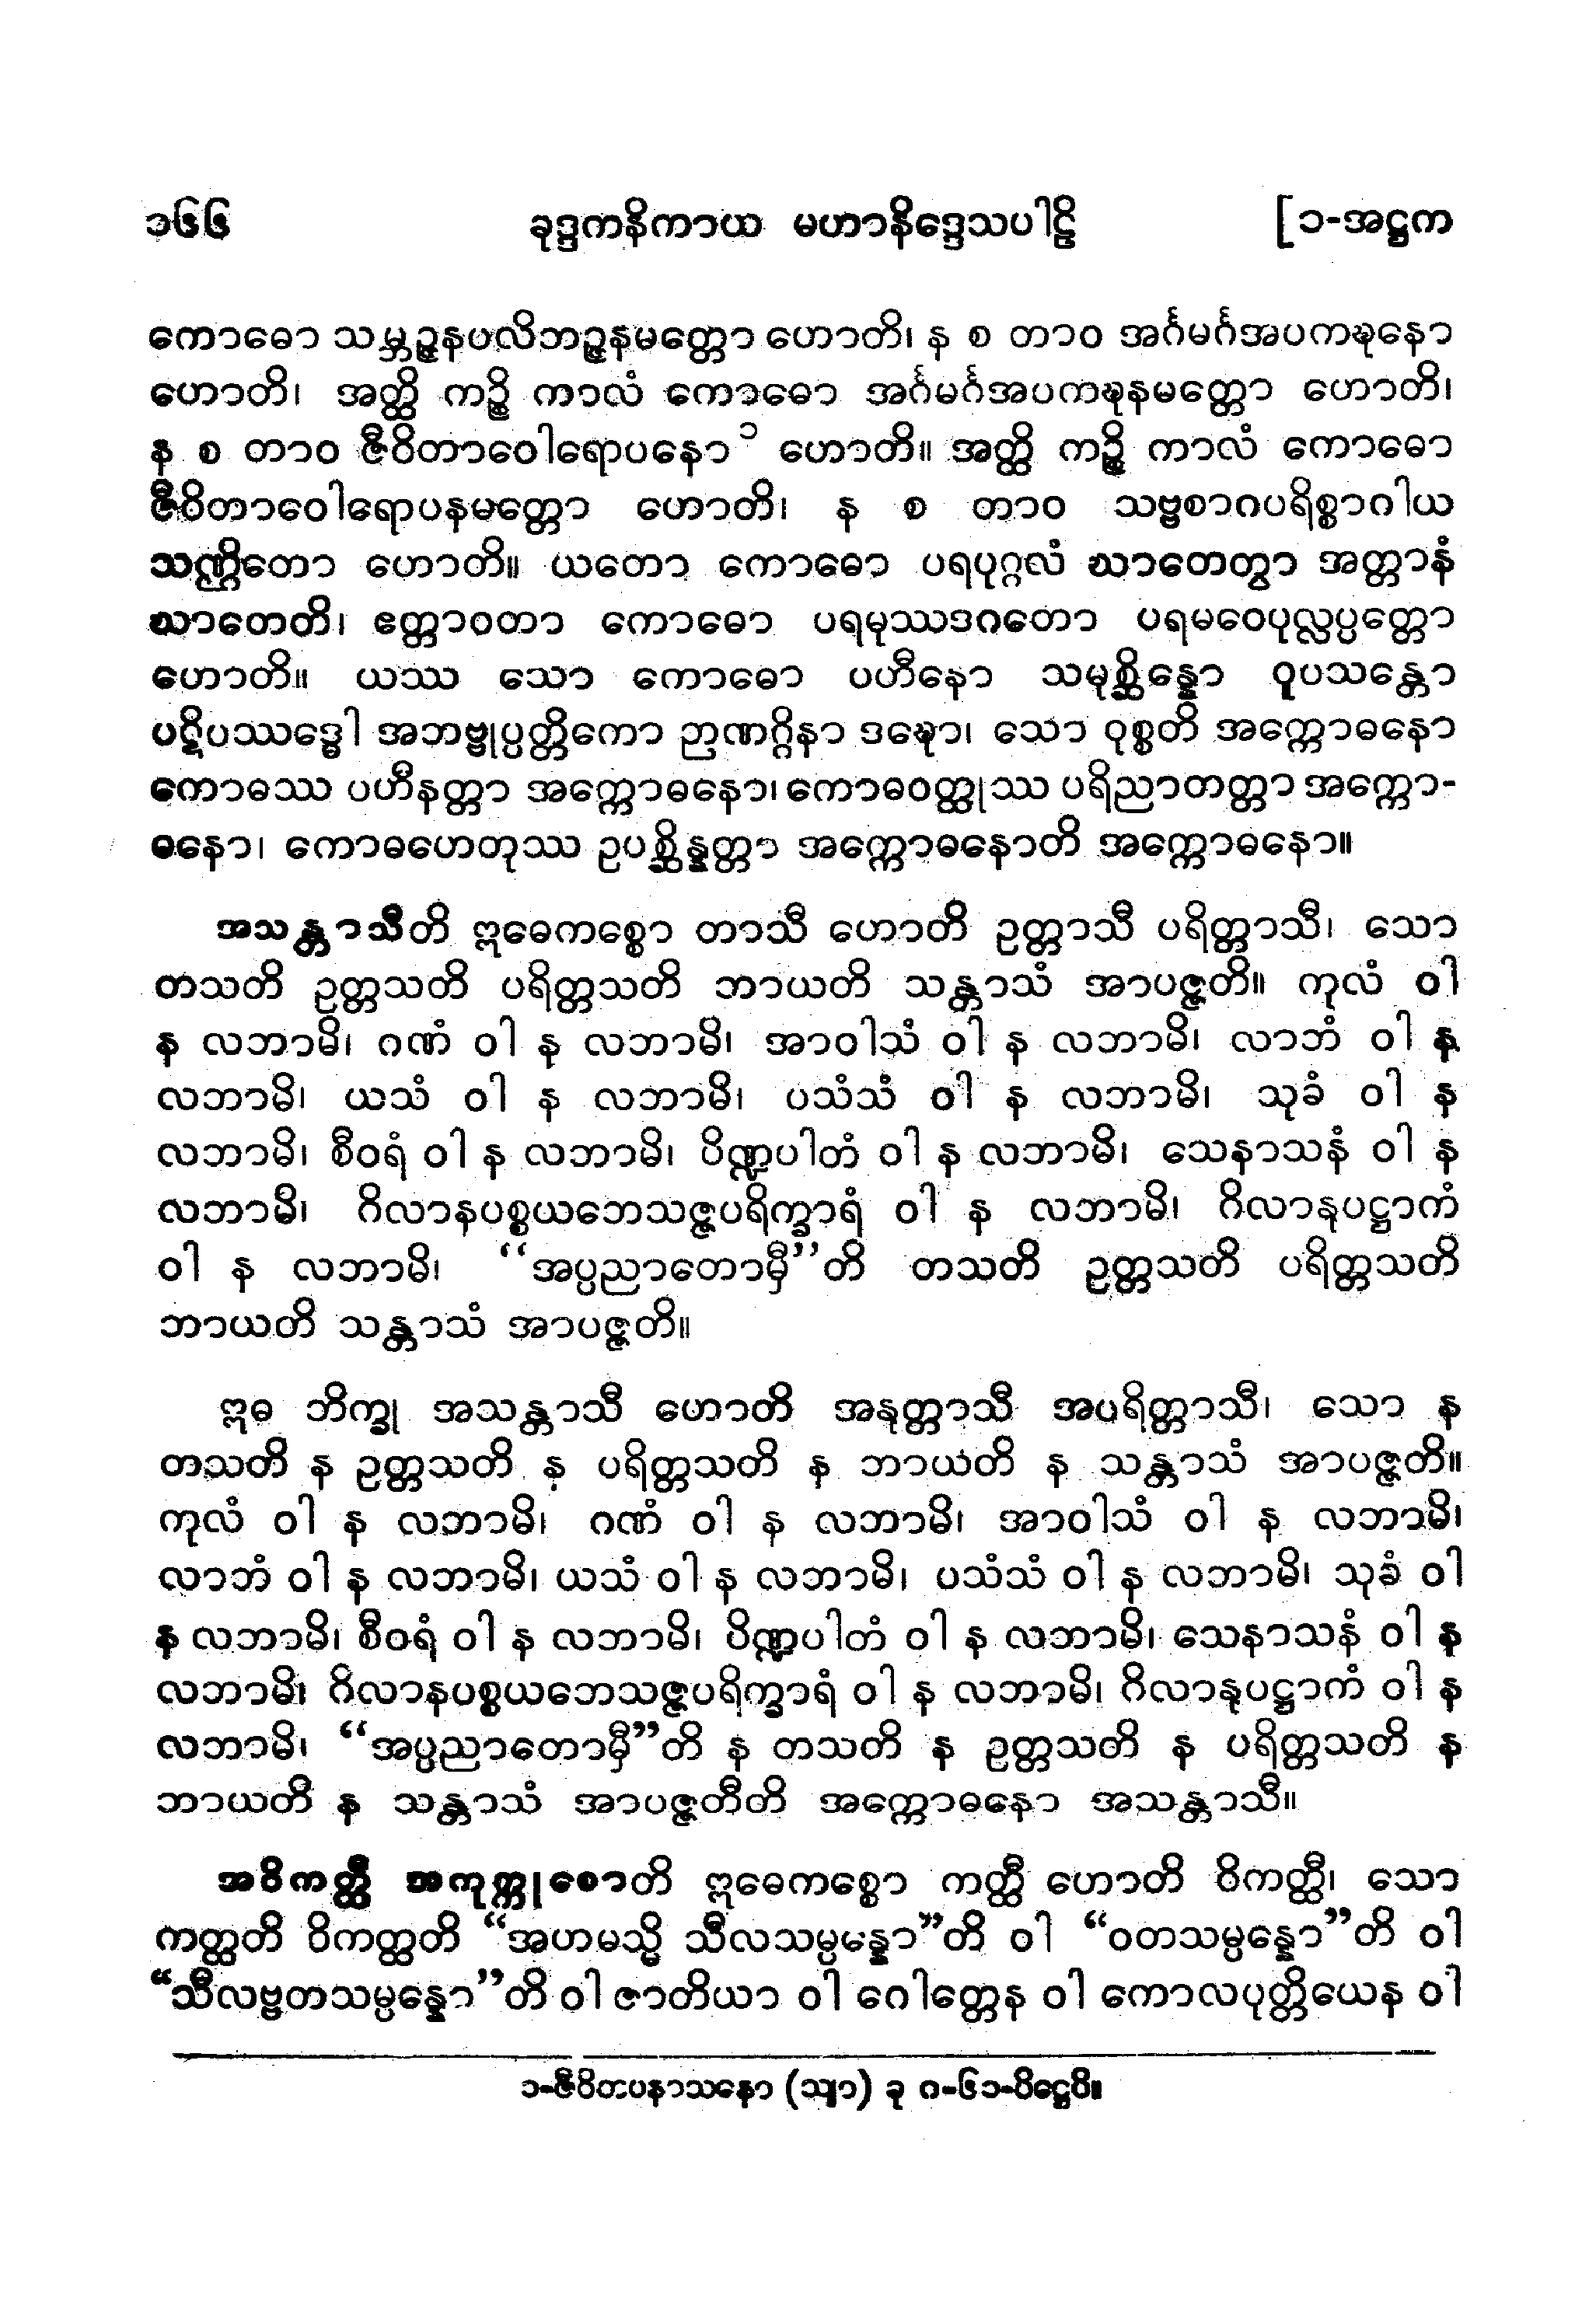 ၁၆၆ ခုဒ္ဒကနိကာယ မဟာနိဒ္ဒေသပါဠိ [၁-အဋ္ဌက
ကောဓော သမ္ဘဉ္ဇနပလိဘဉ္ဇနမတ္တော ဟောတိ၊ န စ တာဝ အင်္ဂမင်္ဂအပကဍ္ဎနော
ဟောတိ၊ အတ္ထိ ကဉ္စိ ကာလံ ကောဓော အင်္ဂမင်္ဂအပကဍ္ဎနမတ္တော ဟောတိ၊
န စ တာဝ ဇီဝိတာဝေါရောပနော ၁ ဟောတိ။ အတ္ထိ ကဉ္စိ ကာလံ ကောဓော
ဇီဝိတာဝေါရောပနမတ္တော ဟောတိ၊ န စ တာဝ သဗ္ဗစာဂပရိစ္စာဂါယ
သဏ္ဌိတော ဟောတိ။ ယတော ကောဓော ပရပုဂ္ဂလံ ဃာတေတွာ အတ္တာနံ
ဃာတေတိ၊ ဧတ္တာဝတာ ကောဓော ပရမုဿဒဂတော ပရမဝေပုလ္လပ္ပတ္တော
ဟောတိ။ ယဿ သော ကောဓော ပဟီနော သမုစ္ဆိန္နော ဝူပသန္တော
ပဋိပဿဒ္ဓေါ အဘဗ္ဗုပ္ပတ္တိကော ဉာဏဂ္ဂိနာ ဒဍ္ဎော၊ သော ဝုစ္စတိ အက္ကောဓနော
ကောဓဿ ပဟီနတ္တာ အက္ကောဓနော၊ ကောဓဝတ္ထုဿ ပရိညာတတ္တာ အက္ကော-
ဓနော၊ ကောဓဟေတုဿ ဥပစ္ဆိန္နတ္တာ အက္ကောဓနောတိ အက္ကောဓနော။
အသန္တာသီတိ ဣဓေကစ္စော တာသီ ဟောတိ ဥတ္တာသီ ပရိတ္တာသီ၊ သော
တသတိ ဥတ္တသတိ ပရိတ္တသတိ ဘာယတိ သန္တာသံ အာပဇ္ဇတိ။ ကုလံ ဝါ
န လဘာမိ၊ ဂဏံ ဝါ န လဘာမိ၊ အာဝါသံ ဝါ န လဘာမိ၊ လာဘံ ဝါ န
လဘာမိ၊ ယသံ ဝါ န လဘာမိ၊ ပသံသံ ဝါ န လဘာမိ၊ သုခံ ဝါ န
လဘာမိ၊ စီဝရံ ဝါ န လဘာမိ၊ ပိဏ္ဍပါတံ ဝါ န လဘာမိ၊ သေနာသနံ ဝါ န
လဘာမိ၊ ဂိလာနပစ္စယဘေသဇ္ဇပရိက္ခာရံ ဝါ န လဘာမိ၊ ဂိလာနုပဋ္ဌာကံ
ဝါ န လဘာမိ၊ “အပ္ပညာတောမှီ”တိ တသတိ ဥတ္တသတိ ပရိတ္တသတိ
ဘာယတိ သန္တာသံ အာပဇ္ဇတိ။
ဣဓ ဘိက္ခု အသန္တာသီ ဟောတိ အနုတ္တာသီ အပရိတ္တာသီ၊ သော န
တသတိ န ဥတ္တသတိ န ပရိတ္တသတိ န ဘာယတိ န သန္တာသံ အာပဇ္ဇတိ။
ကုလံ ဝါ န လဘာမိ၊ ဂဏံ ဝါ န လဘာမိ၊ အာဝါသံ ဝါ န လဘာမိ၊
လာဘံ ဝါ န လဘာမိ၊ ယသံ ဝါ န လဘာမိ၊ ပသံသံ ဝါ န လဘာမိ၊ သုခံ ဝါ
န လဘာမိ၊ စီဝရံ ဝါ န လဘာမိ၊ ပိဏ္ဍပါတံ ဝါ န လဘာမိ၊ သေနာသနံ ဝါ န
လဘာမိ၊ ဂိလာနပစ္စယဘေသဇ္ဇပရိက္ခာရံ ဝါ န လဘာမိ၊ ဂိလာနုပဋ္ဌာကံ ဝါ န
လဘာမိ၊ “အပ္ပညာတောမှီ”တိ န တသတိ န ဥတ္တသတိ န ပရိတ္တသတိ န
ဘာယတိ န သန္တာသံ အာပဇ္ဇတီတိ အက္ကောဓနော အသန္တာသီ။
အဝိကတ္ထီ အကုက္ကုစောတိ ဣဓေကစ္စော ကတ္ထီ ဟောတိ ဝိကတ္ထီ၊ သော
ကတ္ထတိ ဝိကတ္ထတိ “အဟမသ္မိ သီလသမ္ပန္နော”တိ ဝါ “ဝတသမ္ပန္နော”တိ ဝါ
“သီလဗ္ဗတသမ္ပန္နော”တိ ဝါ ဇာတိယာ ဝါ ဂေါတ္တေန ဝါ ကောလပုတ္တိယေန ဝါ
၁-ဇီဝိတပနာသနော (သျာ) ခု ဂ-၆၁-ပိဋ္ဌေပိ။